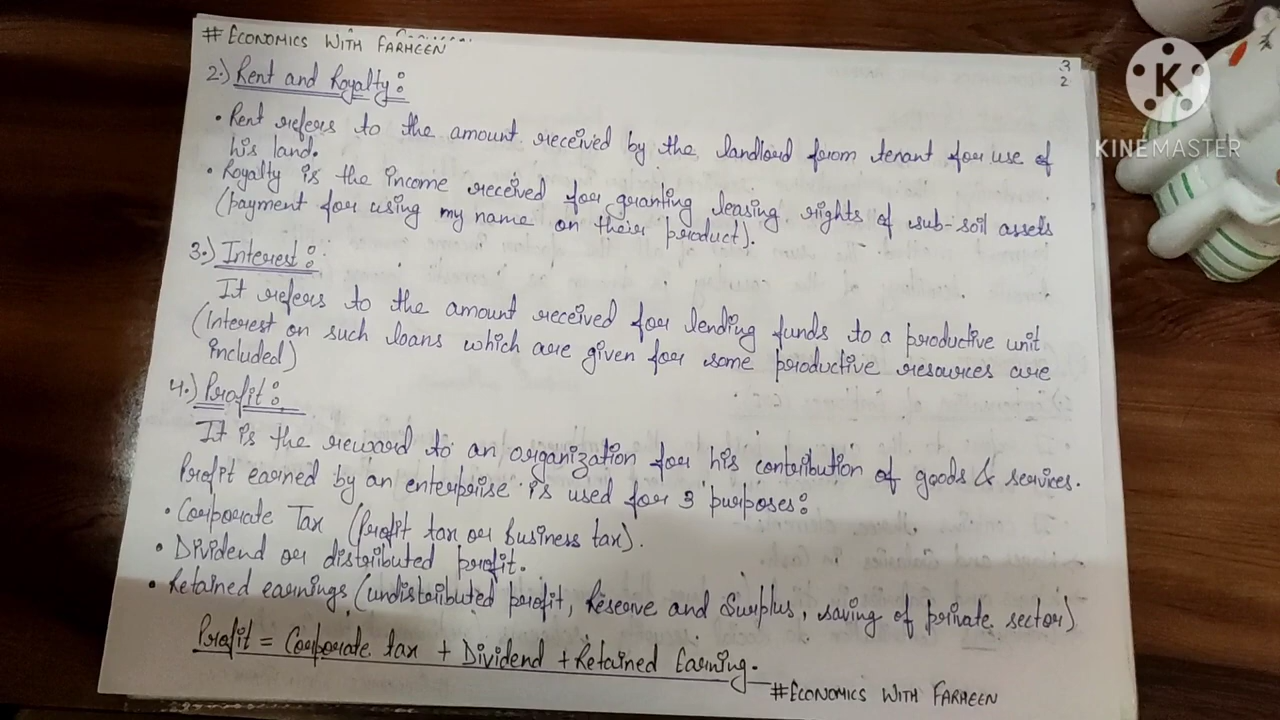 # ECONOMICS WITH FARHEEN
3
2
2.) Rent and Royalty:
• Rent refers to the amount received by the landlord from tenant for use of
his land.
• Royalty is the income received for granting leasing rights of sub-soil assets
(payment for using my name on their product).
3.) Interest:
It refers to the amount received for lending funds to a productive unit
(Interest on such loans which are given for some productive resources are
included)
4.) Profit:
It is the reward to an organization for his contribution of goods & services.
Profit earned by an enterprise is used for 3 purposes:
• Corporate Tax (Profit tax or business tax).
• Dividend or distributed profit.
• Retained earnings (undistributed profit, Reserve and Surplus, saving of private sector)
Profit = Corporate tax + Dividend + Retained Earning.
# ECONOMICS WITH FARHEEN
K
KINEMASTER